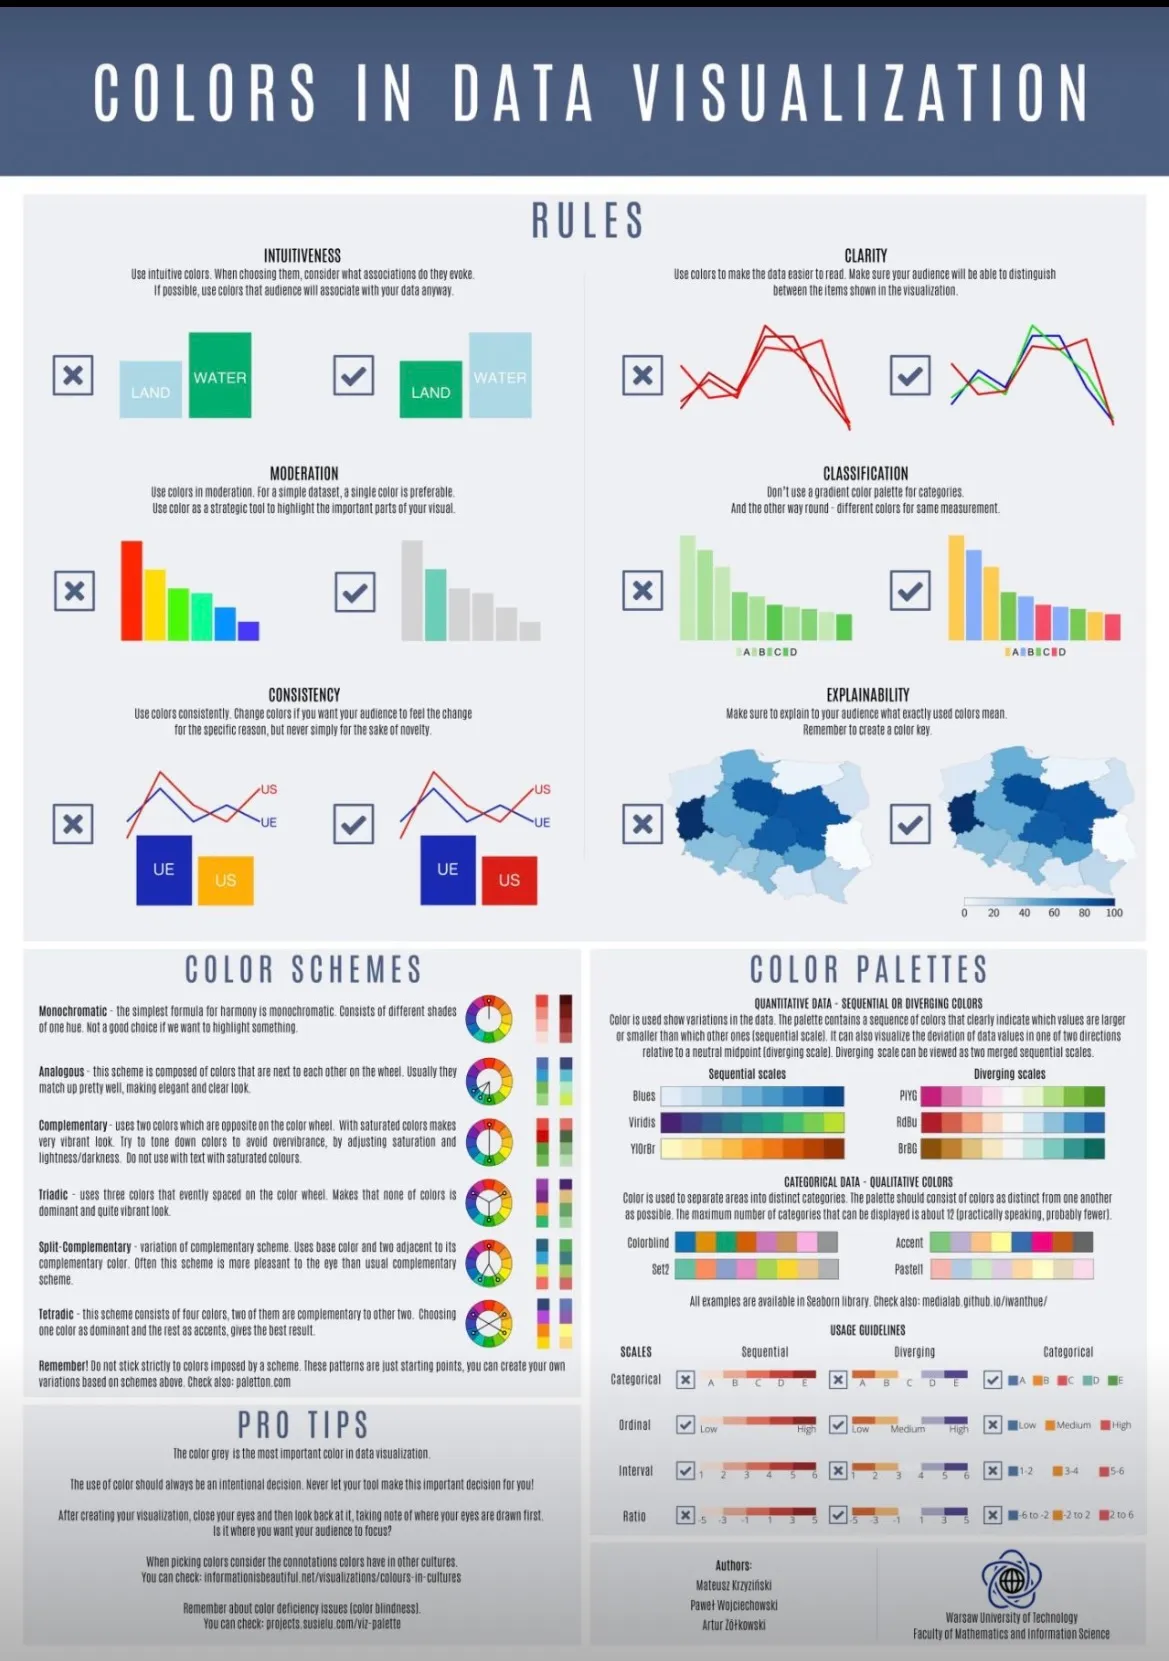 COLORS IN DATA VISUALIZATION
RULES
INTUITIVENESS
Use intuitive colors. When choosing them, consider what associations do they evoke.
If possible, use colors that audience will associate with your data anyway.
LAND
WATER
LAND
WATER
CLARITY
Use colors to make the data easier to read. Make sure your audience will be able to distinguish
between the items shown in the visualization.
MODERATION
Use colors in moderation. For a simple dataset, a single color is preferable.
Use color as a strategic tool to highlight the important parts of your visual.
CLASSIFICATION
Don't use a gradient color palette for categories.
And the other way round - different colors for same measurement.
A B C D
A B C D
CONSISTENCY
Use colors consistently. Change colors if you want your audience to feel the change
for the specific reason, but never simply for the sake of novelty.
US
UE
UE
US
US
UE
UE
US
EXPLAINABILITY
Make sure to explain to your audience what exactly used colors mean.
Remember to create a color key.
0 20 40 60 80 100
COLOR SCHEMES
Monochromatic - the simplest formula for harmony is monochromatic. Consists of different shades
of one hue. Not a good choice if we want to highlight something.
Analogous - this scheme is composed of colors that are next to each other on the wheel. Usually they
match up pretty well, making elegant and clear look.
Complementary - uses two colors which are opposite on the color wheel. With saturated colors makes
very vibrant look. Try to tone down colors to avoid overvibrance, by adjusting saturation and
lightness/darkness. Do not use with text with saturated colours.
Triadic - uses three colors that evently spaced on the color wheel. Makes that none of colors is
dominant and quite vibrant look.
Split-Complementary - variation of complementary scheme. Uses base color and two adjacent to its
complementary color. Often this scheme is more pleasant to the eye than usual complementary
scheme.
Tetradic - this scheme consists of four colors, two of them are complementary to other two. Choosing
one color as dominant and the rest as accents, gives the best result.
Remember! Do not stick strictly to colors imposed by a scheme. These patterns are just starting points, you can create your own
variations based on schemes above. Check also: paletton.com
PRO TIPS
The color grey is the most important color in data visualization.
The use of color should always be an intentional decision. Never let your tool make this important decision for you!
After creating your visualization, close your eyes and then look back at it, taking note of where your eyes are drawn first.
Is it where you want your audience to focus?
When picking colors consider the connotations colors have in other cultures.
You can check: informationisbeautiful.net/visualizations/colours-in-cultures
Remember about color deficiency issues (color blindness).
You can check: projects.susielu.com/viz-palette
COLOR PALETTES
QUANTITATIVE DATA - SEQUENTIAL OR DIVERGING COLORS
Color is used show variations in the data. The palette contains a sequence of colors that clearly indicate which values are larger
or smaller than which other ones (sequential scale). It can also visualize the deviation of data values in one of two directions
relative to a neutral midpoint (diverging scale). Diverging scale can be viewed as two merged sequential scales.
Sequential scales
Diverging scales
Blues
PiYG
Viridis
RdBu
YlOrBr
BrBG
CATEGORICAL DATA - QUALITATIVE COLORS
Color is used to separate areas into distinct categories. The palette should consist of colors as distinct from one another
as possible. The maximum number of categories that can be displayed is about 12 (practically speaking, probably fewer).
Colorblind
Accent
Set2
Pastel1
All examples are available in Seaborn library. Check also: medialab.github.io/iwanthue/
USAGE GUIDELINES
SCALES Sequential Diverging Categorical
Categorical A B C D E A B C D E A B C D E
Ordinal Low High Low Medium High Low Medium High
Interval 1 2 3 4 5 6 1 2 3 4 5 6 1-2 3-4 5-6
Ratio -5 -3 -1 1 3 5 -5 -3 -1 1 3 5 -6 to -2 -2 to 2 2 to 6
Authors:
Mateusz Krzyziński
Paweł Wojciechowski
Artur Żółkowski
Warsaw University of Technology
Faculty of Mathematics and Information Science